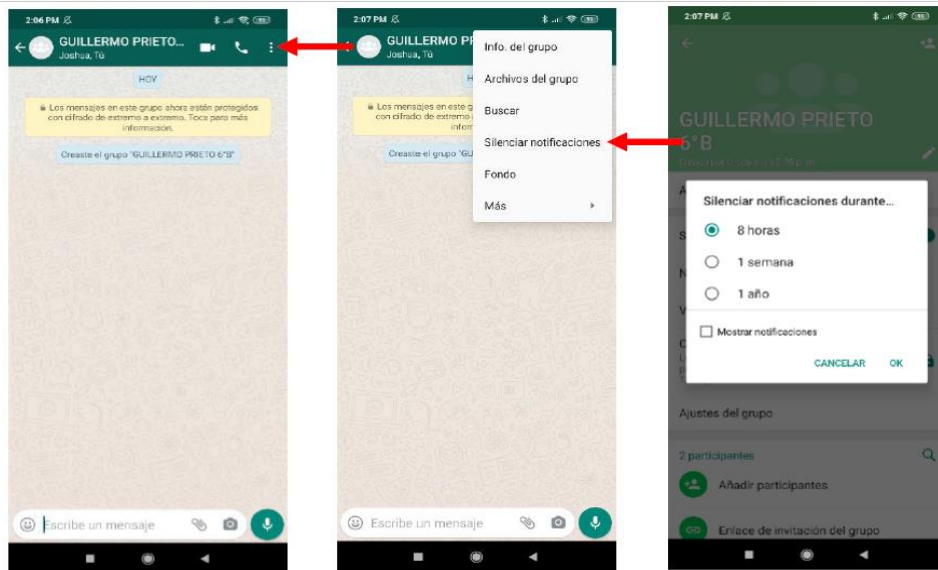 2:06 PM
GUILLERMO PRIETO...
Joshua, Tú
HOY
Los mensajes en este grupo ahora están protegidos
con cifrado de extremo a extremo. Toca para más
información.
Creaste el grupo "GUILLERMO PRIETO 6°B"
Escribe un mensaje
2:07 PM
GUILLERMO PR
Joshua, Tú
Los mensajes en este g
con cifrado de extremo
infor
Creaste el grupo "GU
Info. del grupo
Archivos del grupo
Buscar
Silenciar notificaciones
Fondo
Más
Escribe un mensaje
2:07 PM
GUILLERMO PRIETO
6°B
Silenciar notificaciones durante...
8 horas
1 semana
1 año
Mostrar notificaciones
CANCELAR OK
Ajustes del grupo
2 participantes
Añadir participantes
Enlace de invitación del grupo